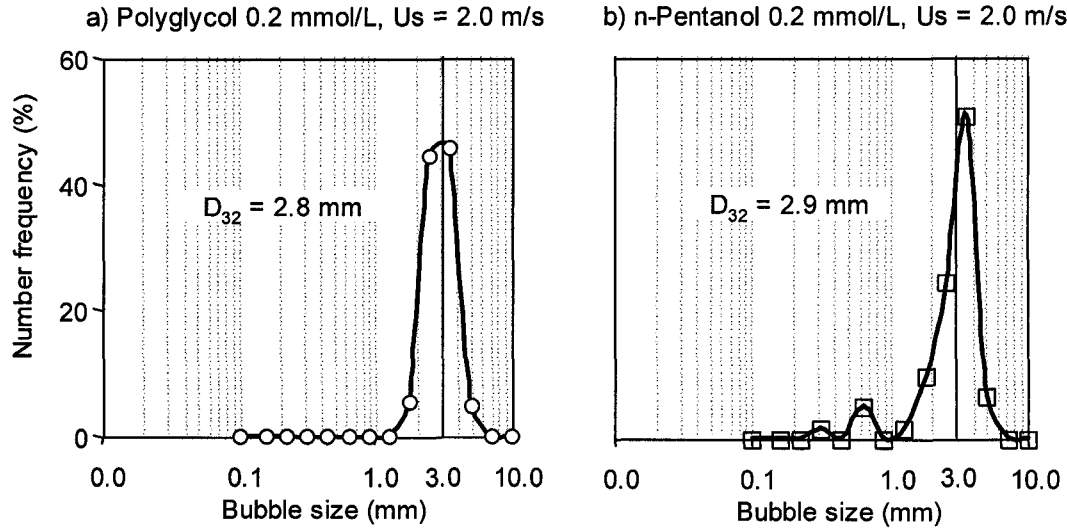 a) Polyglycol 0.2 mmol/L, Us = 2.0 m/s
b) n-Pentanol 0.2 mmol/L, Us = 2.0 m/s
Number frequency (%)
60
40
20
0
D32 = 2.8 mm
D32 = 2.9 mm
0.0 0.1 1.0 3.0 10.0
0.0 0.1 1.0 3.0 10.0
Bubble size (mm)
Bubble size (mm)